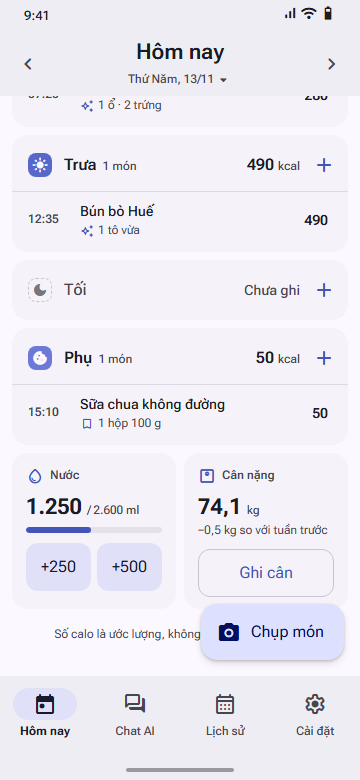 9:41
Hôm nay
Thứ Năm, 13/11
1 ổ · 2 trứng
Trưa 1 món 490 kcal
12:35 Bún bò Huế 490
1 tô vừa
Tối Chưa ghi
Phụ 1 món 50 kcal
15:10 Sữa chua không đường 50
1 hộp 100 g
Nước
1.250 / 2.600 ml
+250 +500
Cân nặng
74,1 kg
−0,5 kg so với tuần trước
Ghi cân
Số calo là ước lượng, không
Chụp món
Hôm nay Chat AI Lịch sử Cài đặt